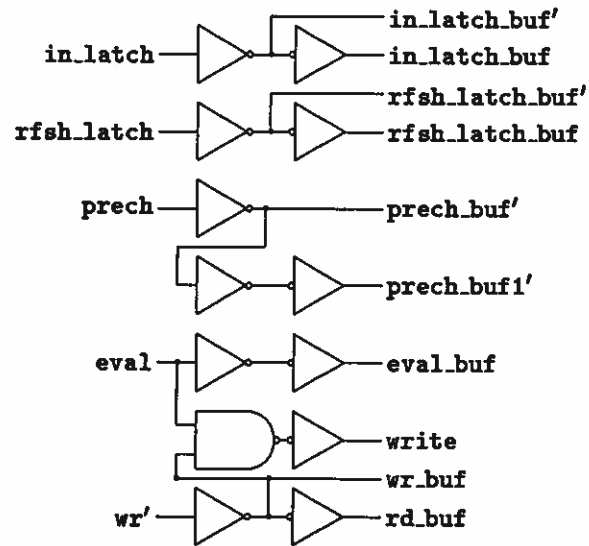 in_latch_buf′
in_latch in_latch_buf
rfsh_latch_buf′
rfsh_latch rfsh_latch_buf
prech prech_buf′
prech_buf1′
eval eval_buf
write
wr_buf
wr′ rd_buf